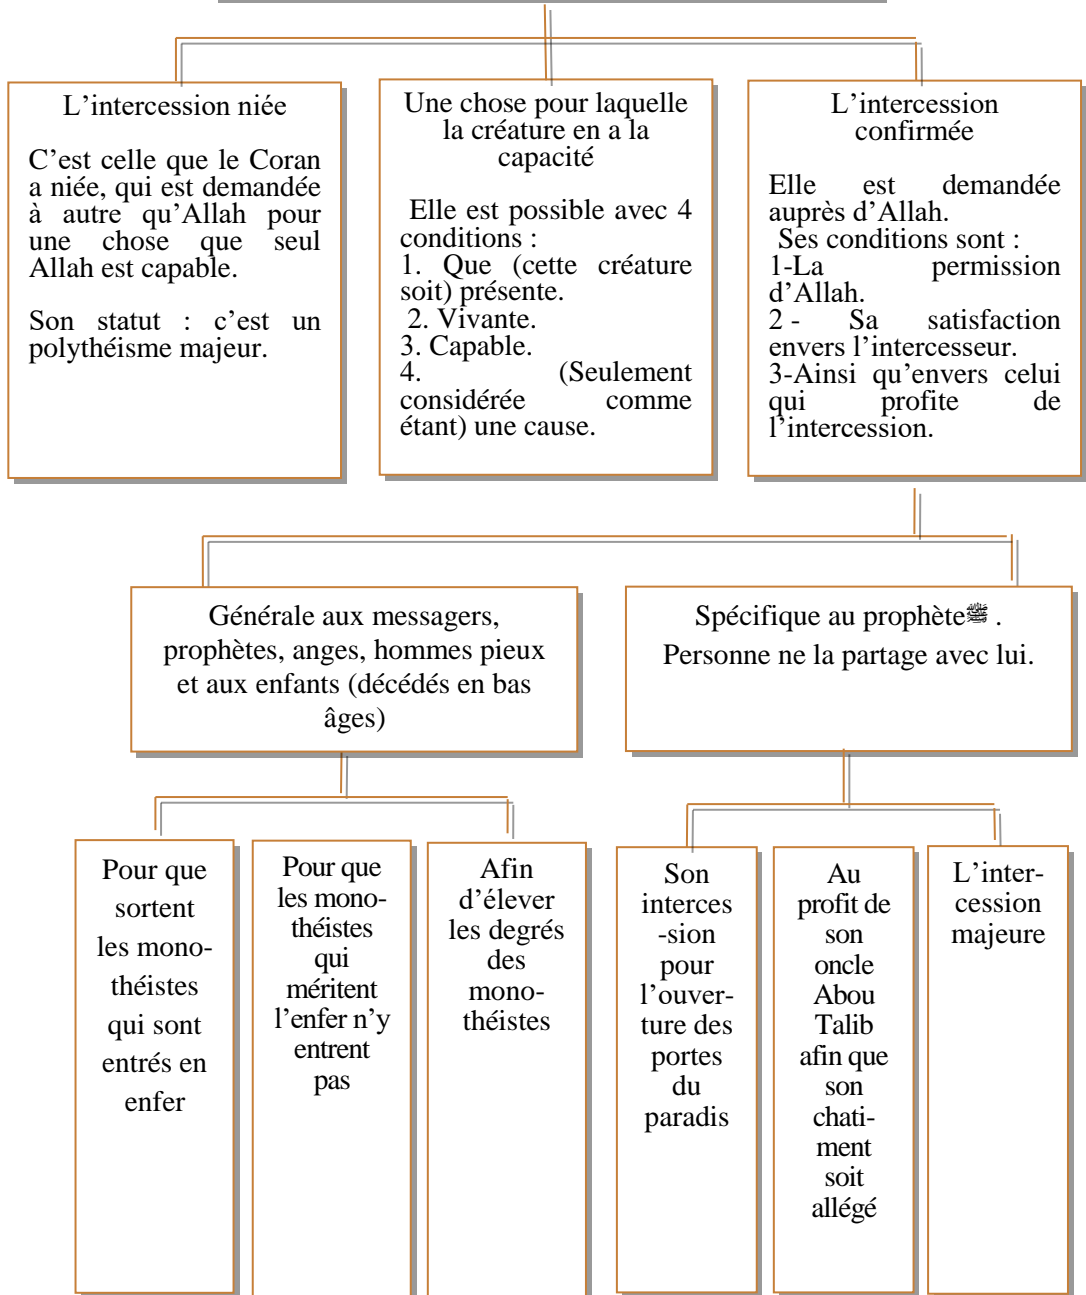 L'intercession niée
C'est celle que le Coran
a niée, qui est demandée
à autre qu'Allah pour
une chose que seul
Allah est capable.
Son statut : c'est un
polythéisme majeur.
Une chose pour laquelle
la créature en a la
capacité
Elle est possible avec 4
conditions :
1. Que (cette créature
soit) présente.
2. Vivante.
3. Capable.
4. (Seulement
considérée comme
étant) une cause.
L'intercession
confirmée
Elle est demandée
auprès d'Allah.
Ses conditions sont :
1-La permission
d'Allah.
2 - Sa satisfaction
envers l'intercesseur.
3-Ainsi qu'envers celui
qui profite de
l'intercession.
Générale aux messagers,
prophètes, anges, hommes pieux
et aux enfants (décédés en bas
âges)
Spécifique au prophète ﷺ .
Personne ne la partage avec lui.
Pour que
sortent
les mono-
théistes
qui sont
entrés en
enfer
Pour que
les mono-
théistes
qui
méritent
l'enfer n'y
entrent
pas
Afin
d'élever
les degrés
des
mono-
théistes
Son
interces
-sion
pour
l'ouver-
ture des
portes
du
paradis
Au
profit de
son
oncle
Abou
Talib
afin que
son
chati-
ment
soit
allégé
L'inter-
cession
majeure